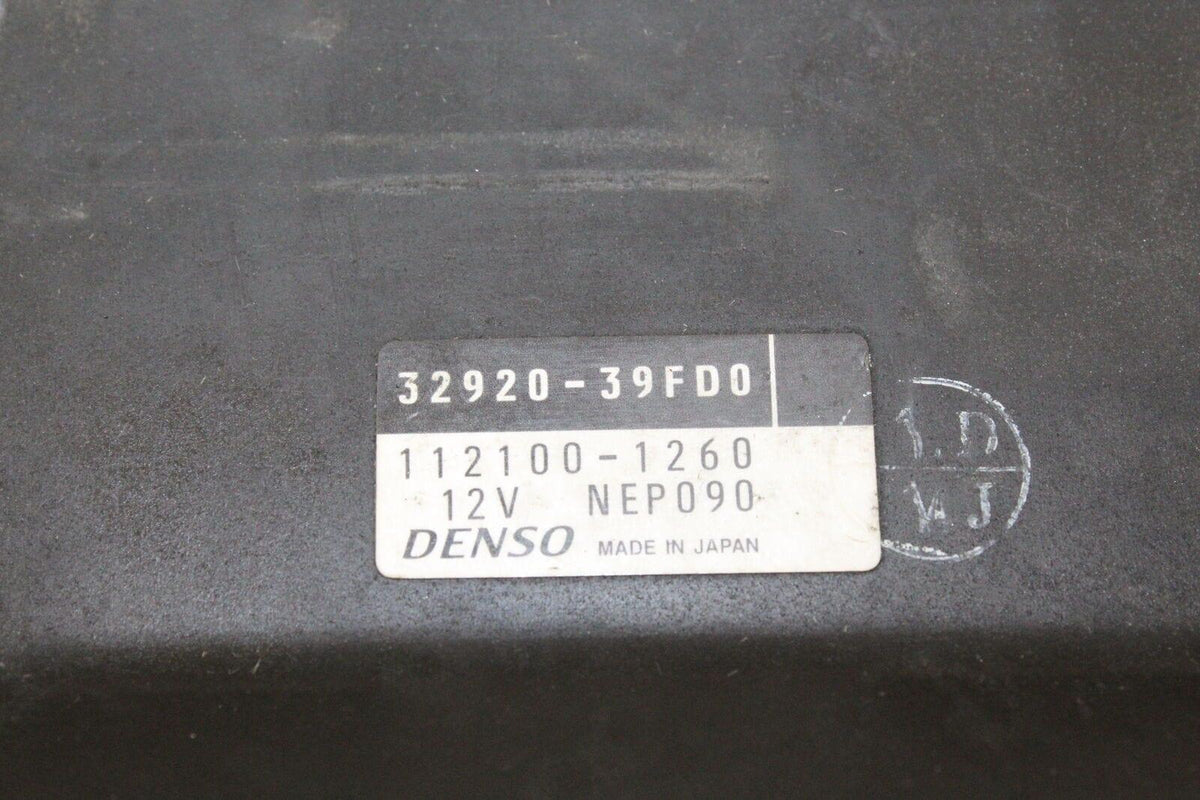 32920-39FD0
112100-1260
12V NEP090
DENSO MADE IN JAPAN
.D
J